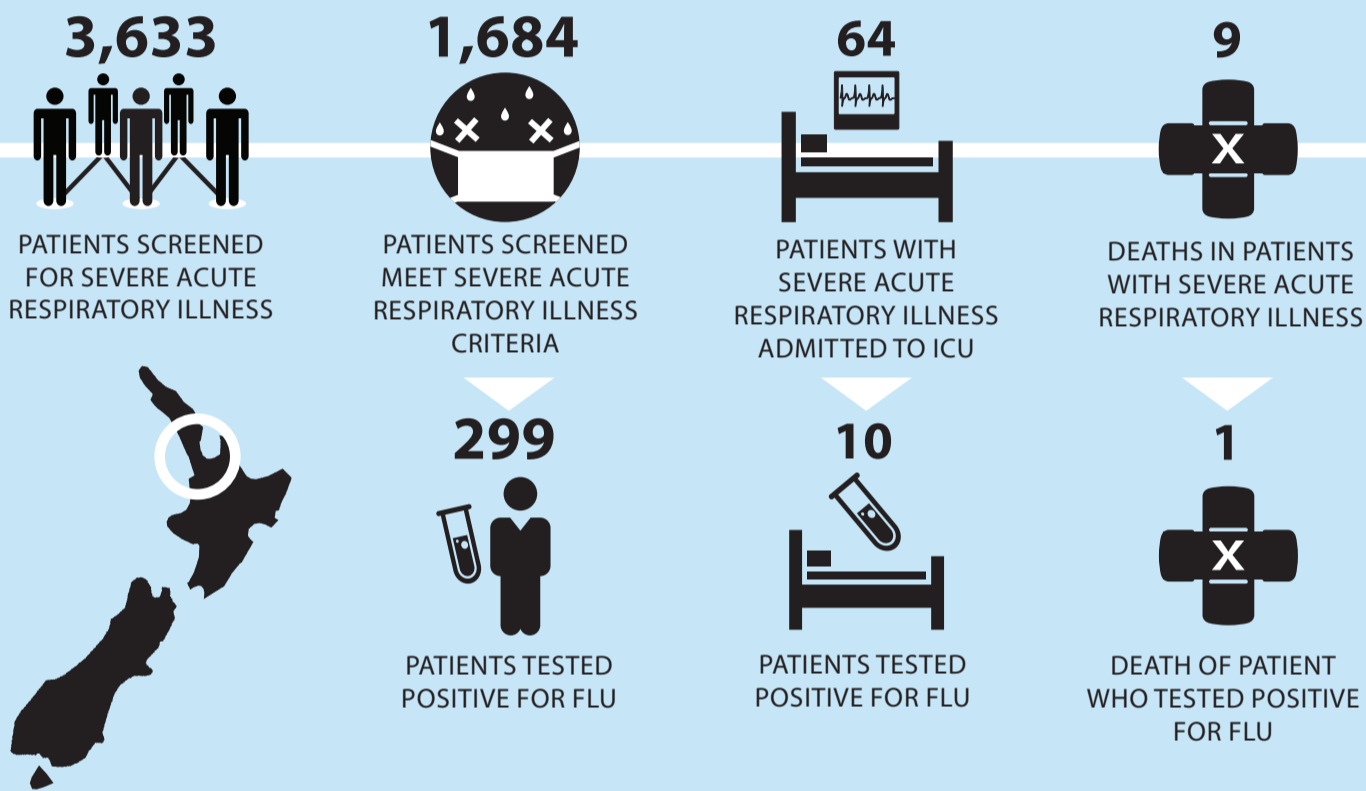 3,633
PATIENTS SCREENED
FOR SEVERE ACUTE
RESPIRATORY ILLNESS
1,684
PATIENTS SCREENED
MEET SEVERE ACUTE
RESPIRATORY ILLNESS
CRITERIA
64
PATIENTS WITH
SEVERE ACUTE
RESPIRATORY ILLNESS
ADMITTED TO ICU
9
X
DEATHS IN PATIENTS
WITH SEVERE ACUTE
RESPIRATORY ILLNESS
299
PATIENTS TESTED
POSITIVE FOR FLU
10
PATIENTS TESTED
POSITIVE FOR FLU
1
X
DEATH OF PATIENT
WHO TESTED POSITIVE
FOR FLU